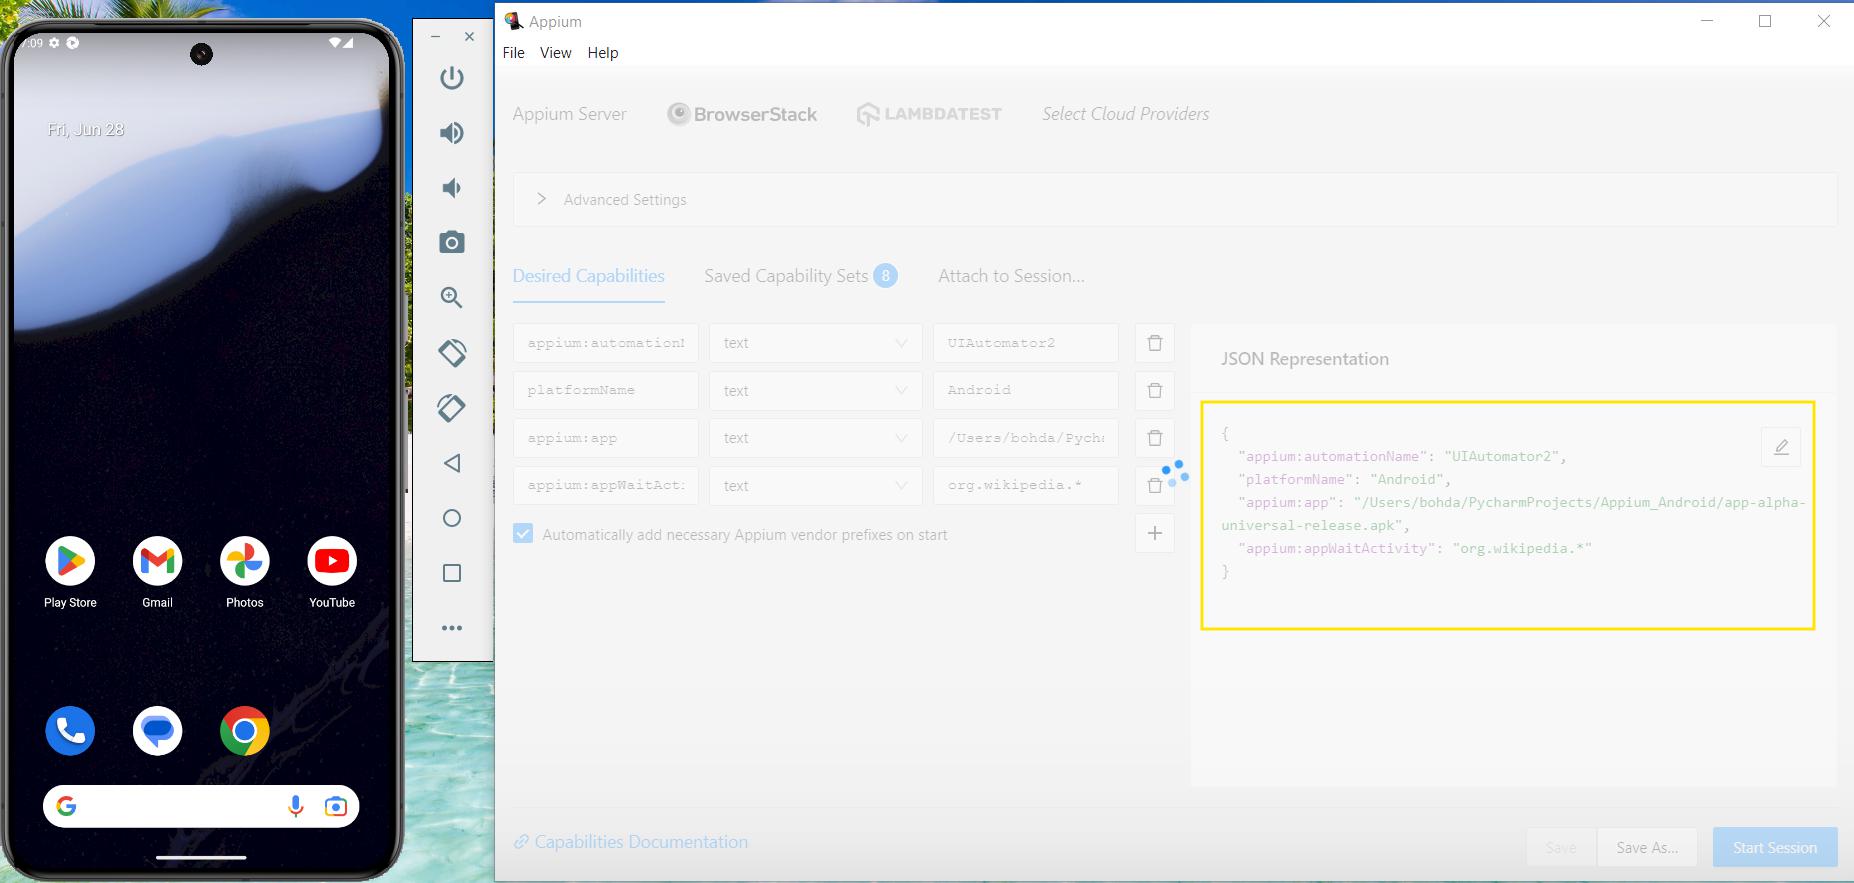 :09
Fri, Jun 28
Play Store
Gmail
Photos
YouTube
Appium
File View Help
Appium Server
BrowserStack
LAMBDATEST
Select Cloud Providers
Advanced Settings
Desired Capabilities
Saved Capability Sets 8
Attach to Session...
appium:automationN text UIAutomator2
platformName text Android
appium:app text /Users/bohda/Pycha
appium:appWaitActi text org.wikipedia.*
Automatically add necessary Appium vendor prefixes on start
JSON Representation
{
"appium:automationName": "UIAutomator2",
"platformName": "Android",
"appium:app": "/Users/bohda/PycharmProjects/Appium_Android/app-alpha-
universal-release.apk",
"appium:appWaitActivity": "org.wikipedia.*"
}
Capabilities Documentation
Save
Save As...
Start Session